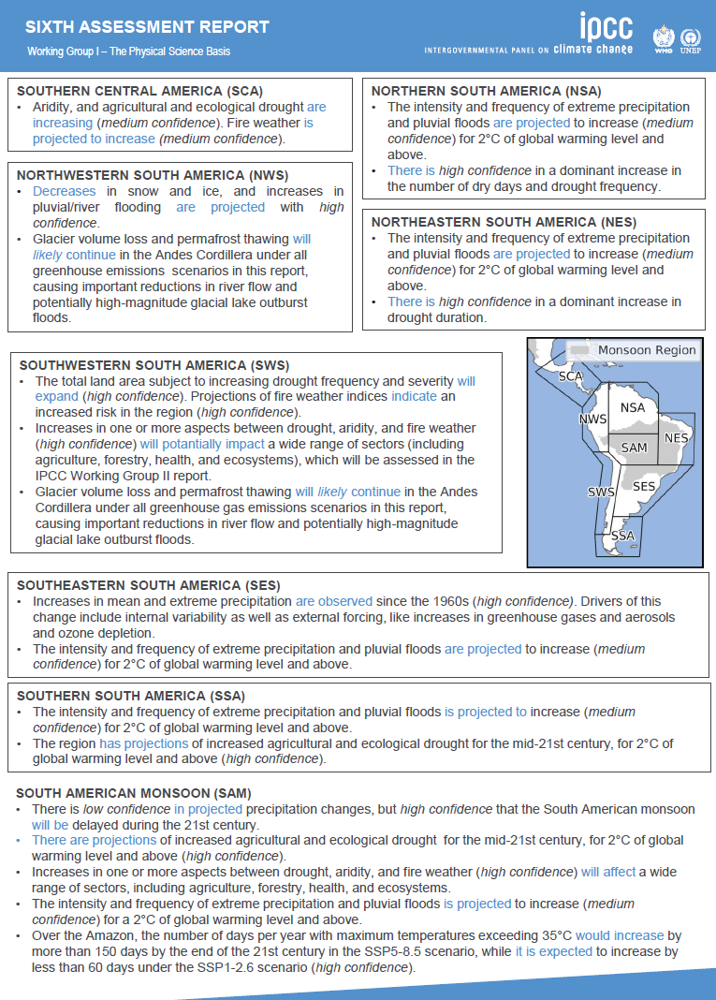 SIXTH ASSESSMENT REPORT
Working Group I – The Physical Science Basis
INTERGOVERNMENTAL PANEL ON climate change
ipcc
WMO
UNEP
SOUTHERN CENTRAL AMERICA (SCA)
• Aridity, and agricultural and ecological drought are
increasing (medium confidence). Fire weather is
projected to increase (medium confidence).
NORTHWESTERN SOUTH AMERICA (NWS)
• Decreases in snow and ice, and increases in
pluvial/river flooding are projected with high
confidence.
• Glacier volume loss and permafrost thawing will
likely continue in the Andes Cordillera under all
greenhouse emissions scenarios in this report,
causing important reductions in river flow and
potentially high-magnitude glacial lake outburst
floods.
NORTHERN SOUTH AMERICA (NSA)
• The intensity and frequency of extreme precipitation
and pluvial floods are projected to increase (medium
confidence) for 2°C of global warming level and
above.
• There is high confidence in a dominant increase in
the number of dry days and drought frequency.
NORTHEASTERN SOUTH AMERICA (NES)
• The intensity and frequency of extreme precipitation
and pluvial floods are projected to increase (medium
confidence) for 2°C of global warming level and
above.
• There is high confidence in a dominant increase in
drought duration.
SOUTHWESTERN SOUTH AMERICA (SWS)
• The total land area subject to increasing drought frequency and severity will
expand (high confidence). Projections of fire weather indices indicate an
increased risk in the region (high confidence).
• Increases in one or more aspects between drought, aridity, and fire weather
(high confidence) will potantially impact a wide range of sectors (including
agriculture, forestry, health, and ecosystems), which will be assessed in the
IPCC Working Group II report.
• Glacier volume loss and permafrost thawing will likely continue in the Andes
Cordillera under all greenhouse gas emissions scenarios in this report,
causing important reductions in river flow and potentially high-magnitude
glacial lake outburst floods.
Monsoon Region
SCA
NWS
NSA
NES
SAM
SWS
SES
SSA
SOUTHEASTERN SOUTH AMERICA (SES)
• Increases in mean and extreme precipitation are observed since the 1960s (high confidence). Drivers of this
change include internal variability as well as external forcing, like increases in greenhouse gases and aerosols
and ozone depletion.
• The intensity and frequency of extreme precipitation and pluvial floods are projected to increase (medium
confidence) for 2°C of global warming level and above.
SOUTHERN SOUTH AMERICA (SSA)
• The intensity and frequency of extreme precipitation and pluvial floods is projected to increase (medium
confidence) for 2°C of global warming level and above.
• The region has projections of increased agricultural and ecological drought for the mid-21st century, for 2°C of
global warming level and above (high confidence).
SOUTH AMERICAN MONSOON (SAM)
• There is low confidence in projected precipitation changes, but high confidence that the South American monsoon
will be delayed during the 21st century.
• There are projections of increased agricultural and ecological drought for the mid-21st century, for 2°C of global
warming level and above (high confidence).
• Increases in one or more aspects between drought, aridity, and fire weather (high confidence) will affect a wide
range of sectors, including agriculture, forestry, health, and ecosystems.
• The intensity and frequency of extreme precipitation and pluvial floods is projected to increase (medium
confidence) for a 2°C of global warming level and above.
• Over the Amazon, the number of days per year with maximum temperatures exceeding 35°C would increase by
more than 150 days by the end of the 21st century in the SSP5-8.5 scenario, while it is expected to increase by
less than 60 days under the SSP1-2.6 scenario (high confidence).